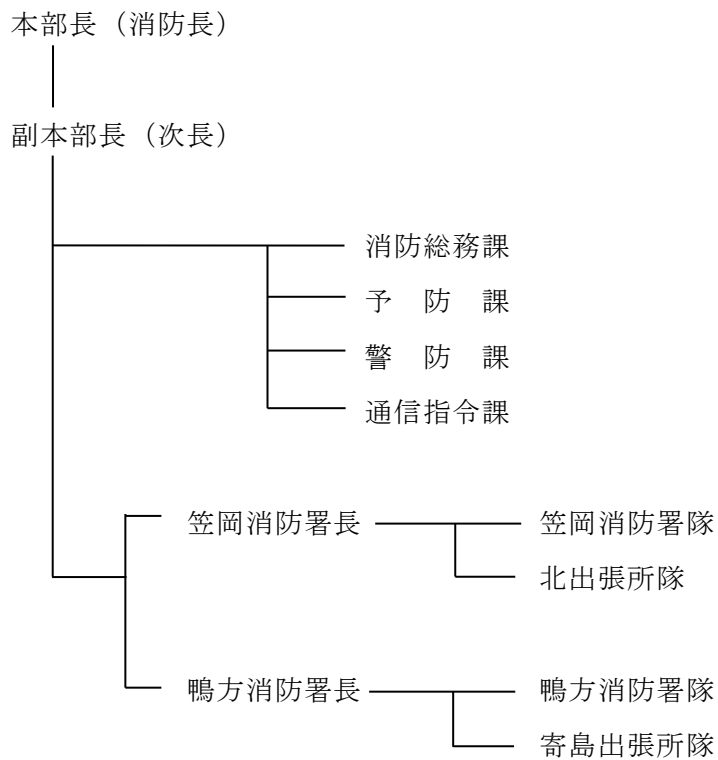 本部長（消防長）
副本部長（次長）
消防総務課
予　防　課
警　防　課
通信指令課
笠岡消防署長
笠岡消防署隊
北出張所隊
鴨方消防署長
鴨方消防署隊
寄島出張所隊